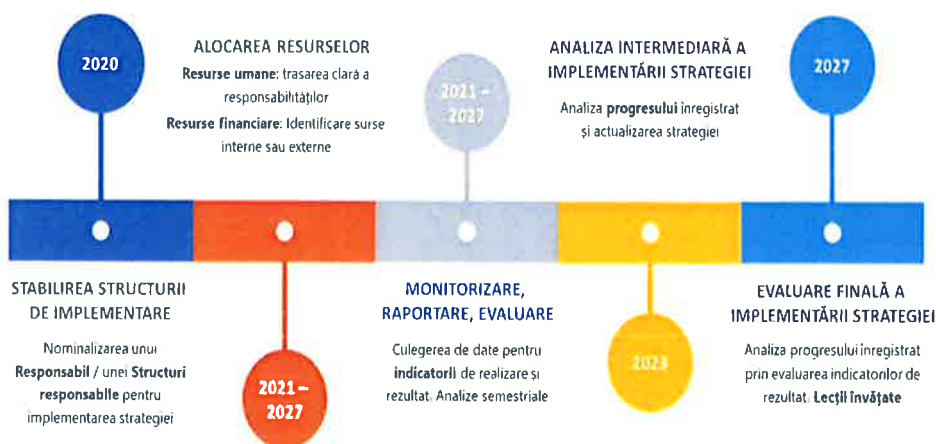 2020
STABILIREA STRUCTURII
DE IMPLEMENTARE
Nominalizarea unui
Responsabil / unei Structuri
responsabile pentru
implementarea strategiei
ALOCAREA RESURSELOR
Resurse umane: trasarea clară a
responsabilităților
Resurse financiare: Identificare surse
interne sau externe
2021 –
2027
2021 –
2027
MONITORIZARE,
RAPORTARE, EVALUARE
Culegerea de date pentru
indicatorii de realizare și
rezultat. Analize semestriale
ANALIZA INTERMEDIARĂ A
IMPLEMENTĂRII STRATEGIEI
Analiza progresului înregistrat
și actualizarea strategiei
2023
2027
EVALUARE FINALĂ A
IMPLEMENTĂRII STRATEGIEI
Analiza progresului înregistrat
prin evaluarea indicatorilor de
rezultat. Lecții învățate